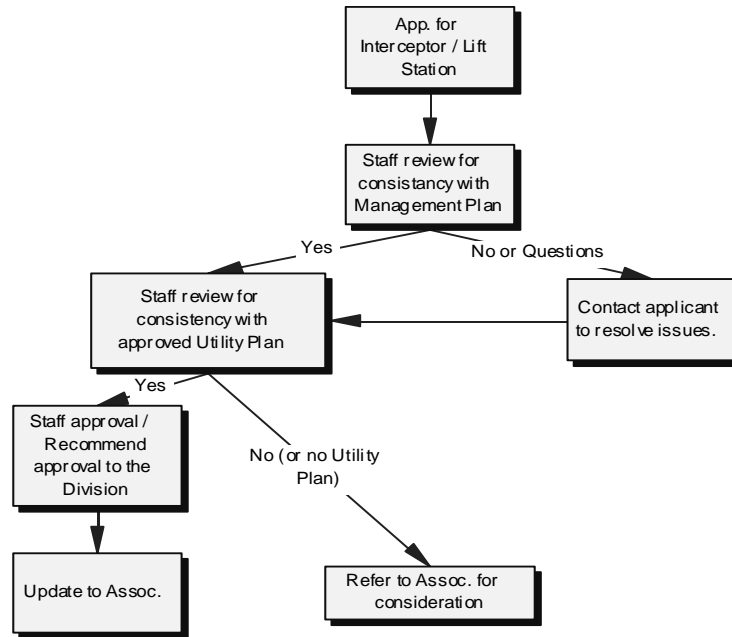 App. for
Interceptor / Lift
Station
Staff review for
consistancy with
Management Plan
Yes
No or Questions
Staff review for
consistency with
approved Utility Plan
Contact applicant
to resolve issues.
Yes
Staff approval /
Recommend
approval to the
Division
No (or no Utility
Plan)
Update to Assoc.
Refer to Assoc. for
consideration